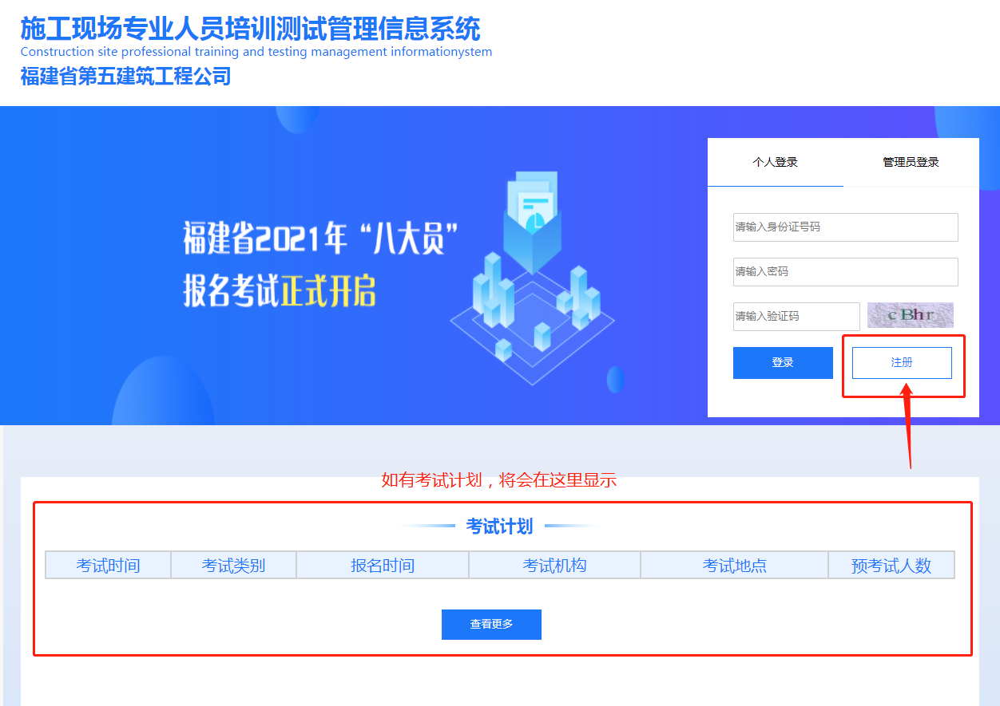 施工现场专业人员培训测试管理信息系统
Construction site professional training and testing management informationystem
福建省第五建筑工程公司
个人登录 管理员登录
福建省2021年“八大员”
报名考试正式开启
请输入身份证号码
请输入密码
请输入验证码 cBhr
登录 注册
如有考试计划，将会在这里显示
考试计划
考试时间 考试类别 报名时间 考试机构 考试地点 预考试人数
查看更多